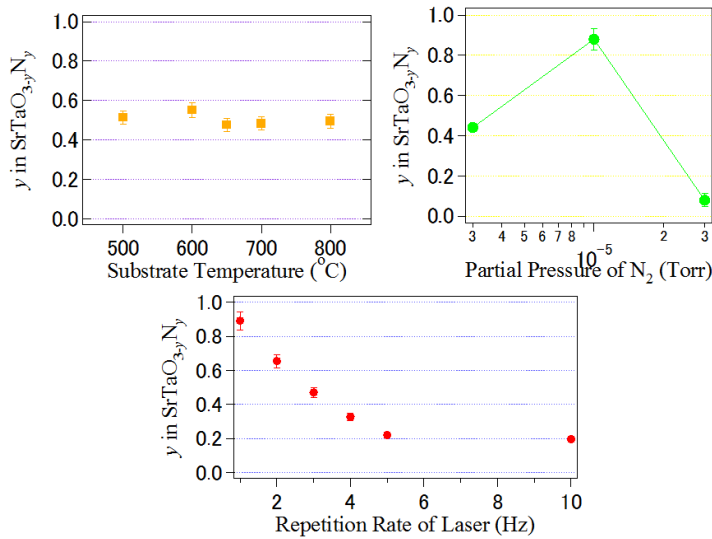 1.0
0.8
0.6
0.4
0.2
0.0
y in SrTaO3-yNy
500 600 700 800
Substrate Temperature (°C)
1.0
0.8
0.6
0.4
0.2
0.0
y in SrTaO3-yNy
3 4 5 6 7 8 2 3
10-5
Partial Pressure of N2 (Torr)
1.0
0.8
0.6
0.4
0.2
0.0
y in SrTaO3-yNy
2 4 6 8 10
Repetition Rate of Laser (Hz)